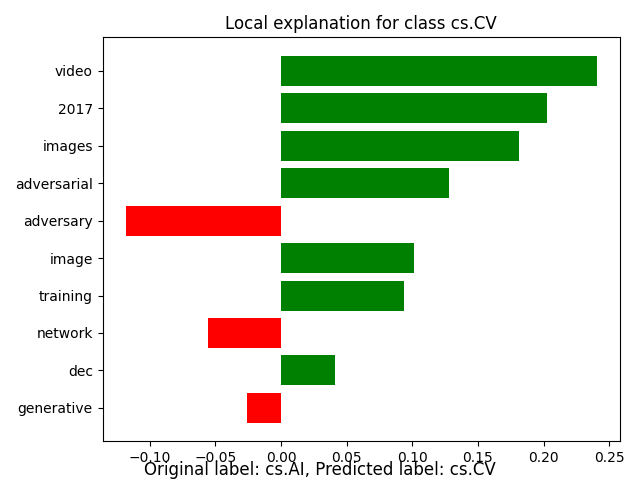 Local explanation for class cs.CV
video
2017
images
adversarial
adversary
image
training
network
dec
generative
−0.10 −0.05 0.00 0.05 0.10 0.15 0.20 0.25
Original label: cs.AI, Predicted label: cs.CV